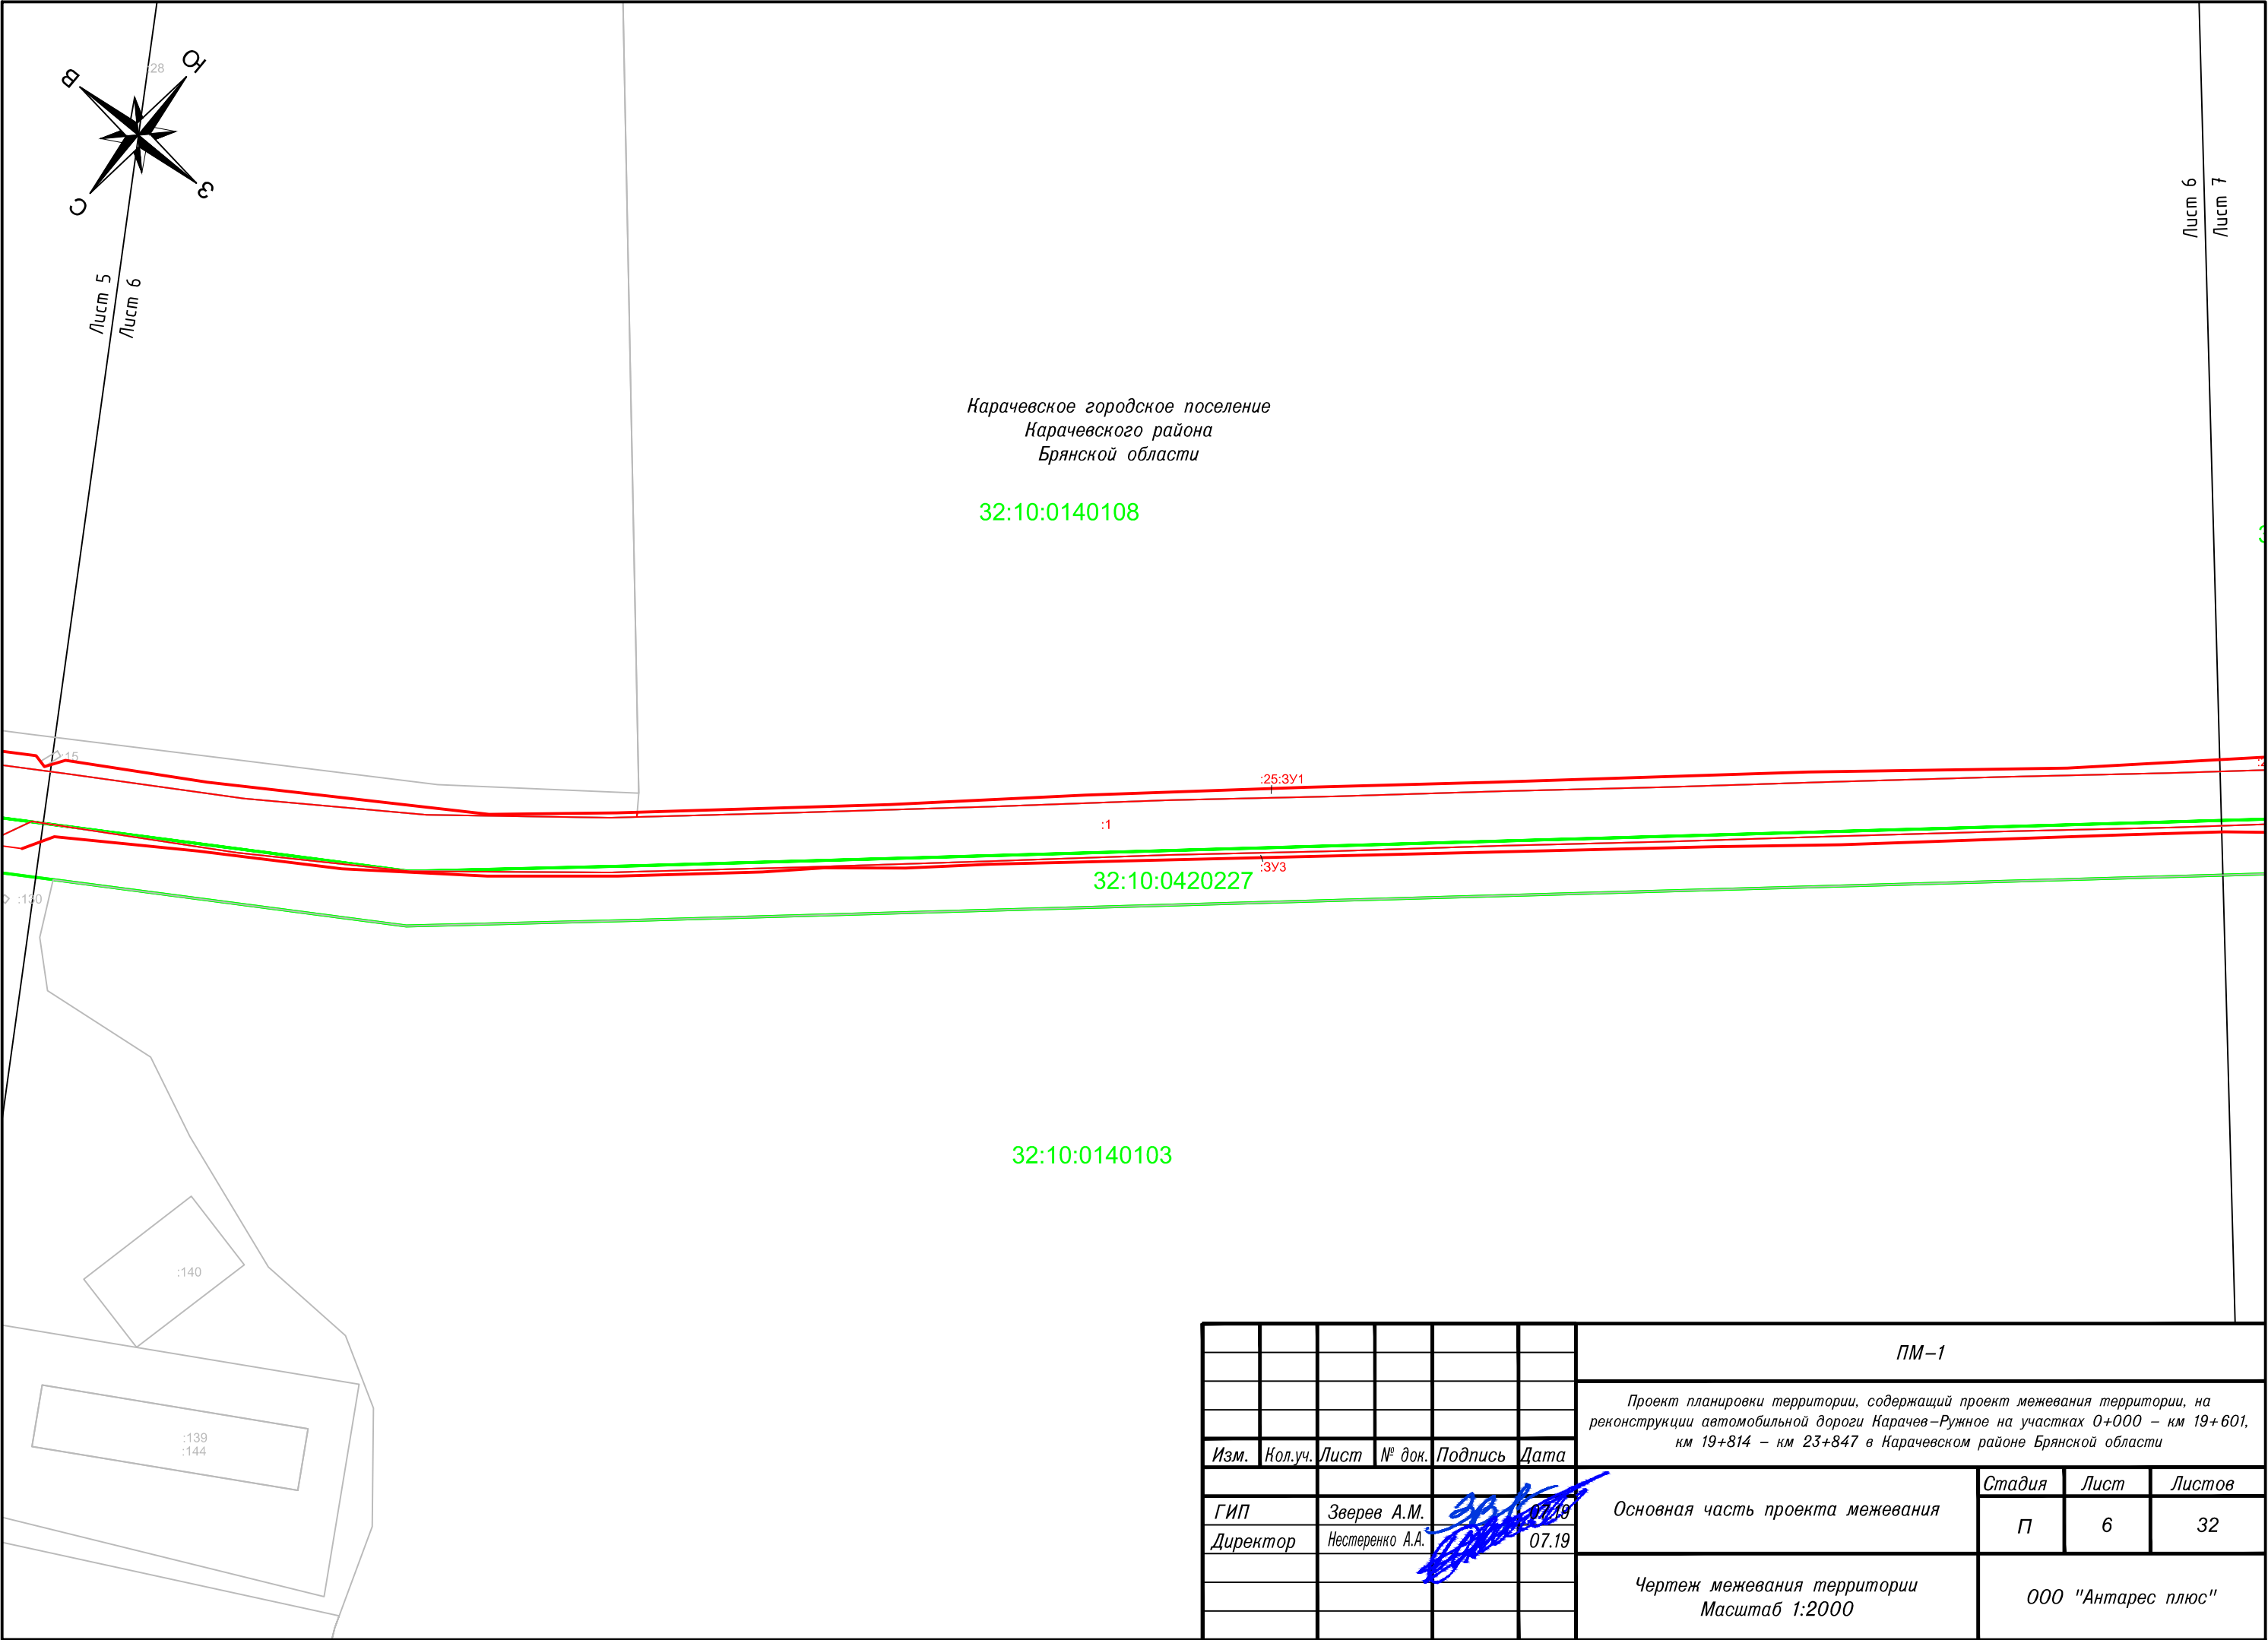 В
Ю
:28
С
З
Лист 5
Лист 6
Лист 6
Лист 7
Карачевское городское поселение
Карачевского района
Брянской области
32:10:0140108
:15
:25:ЗУ1
:1
:ЗУ3
32:10:0420227
:130
32:10:0140103
:140
:139
:144
ПМ-1
Проект планировки территории, содержащий проект межевания территории, на
реконструкции автомобильной дороги Карачев-Ружное на участках 0+000 - км 19+601,
км 19+814 - км 23+847 в Карачевском районе Брянской области
Изм. Кол.уч. Лист № док. Подпись Дата
Основная часть проекта межевания
Стадия Лист Листов
П 6 32
ГИП Зверев А.М. 07.19
Директор Нестеренко А.А. 07.19
Чертеж межевания территории
Масштаб 1:2000
ООО "Антарес плюс"